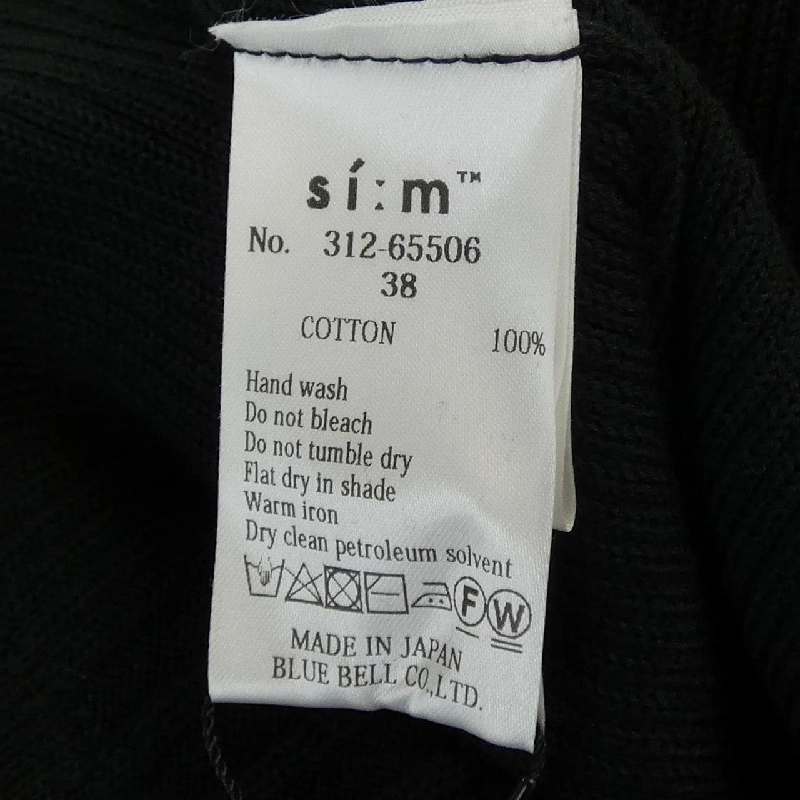 sí:m™
No. 312-65506
38
COTTON 100%
Hand wash
Do not bleach
Do not tumble dry
Flat dry in shade
Warm iron
Dry clean petroleum solvent
F W
MADE IN JAPAN
BLUE BELL CO.,LTD.